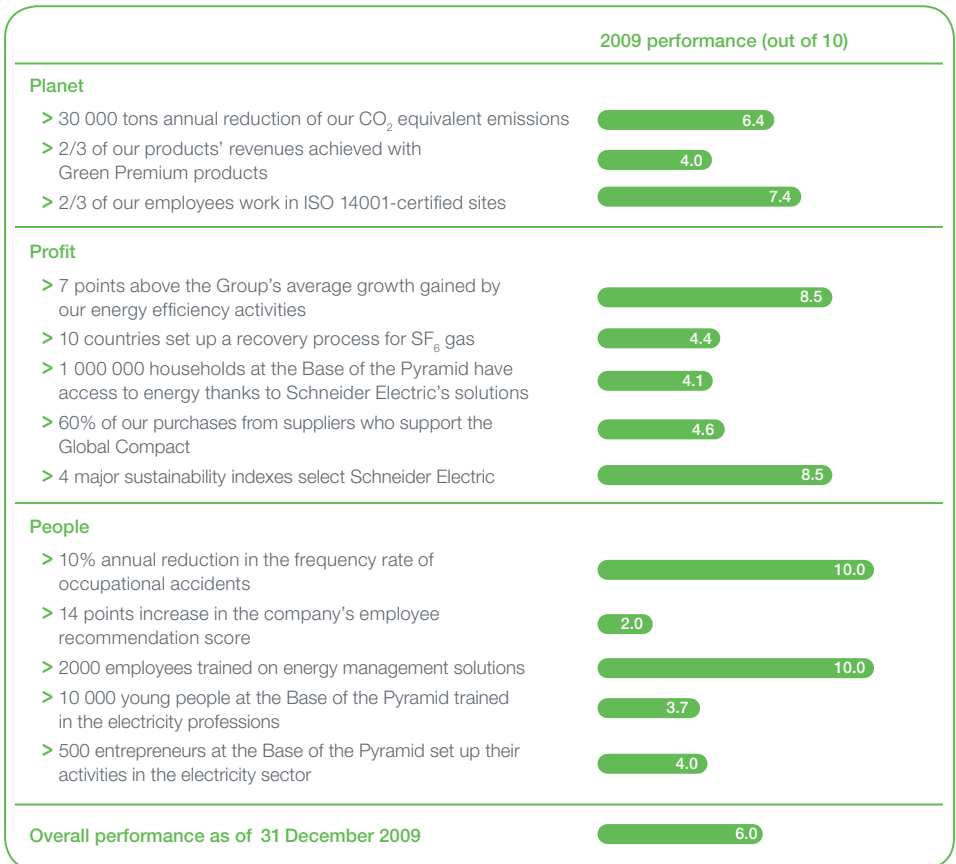 2009 performance (out of 10)
Planet
> 30 000 tons annual reduction of our CO₂ equivalent emissions 6.4
> 2/3 of our products' revenues achieved with
Green Premium products 4.0
> 2/3 of our employees work in ISO 14001-certified sites 7.4
Profit
> 7 points above the Group's average growth gained by
our energy efficiency activities 8.5
> 10 countries set up a recovery process for SF₆ gas 4.4
> 1 000 000 households at the Base of the Pyramid have
access to energy thanks to Schneider Electric's solutions 4.1
> 60% of our purchases from suppliers who support the
Global Compact 4.6
> 4 major sustainability indexes select Schneider Electric 8.5
People
> 10% annual reduction in the frequency rate of
occupational accidents 10.0
> 14 points increase in the company's employee
recommendation score 2.0
> 2000 employees trained on energy management solutions 10.0
> 10 000 young people at the Base of the Pyramid trained
in the electricity professions 3.7
> 500 entrepreneurs at the Base of the Pyramid set up their
activities in the electricity sector 4.0
Overall performance as of 31 December 2009 6.0